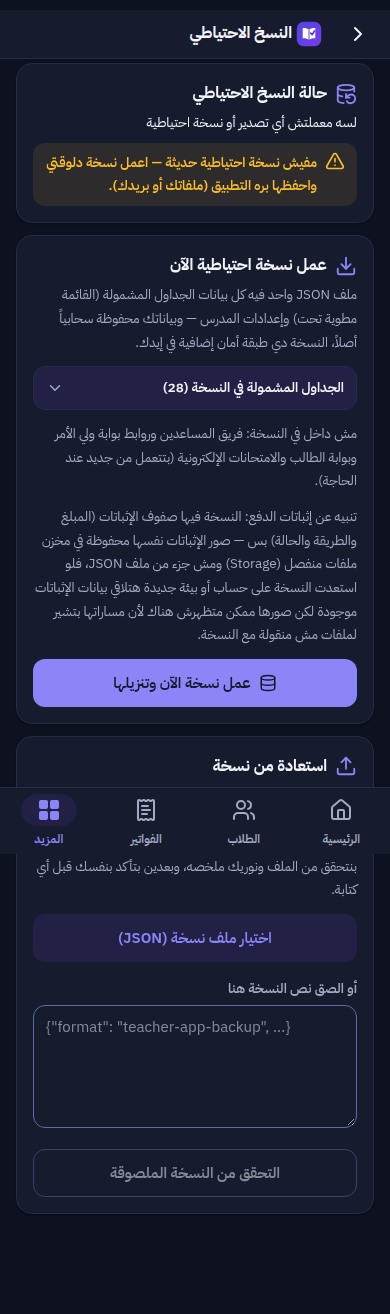 النسخ الاحتياطي
حالة النسخ الاحتياطي
لسه معملتش أي تصدير أو نسخة احتياطية
مفيش نسخة احتياطية حديثة — اعمل نسخة دلوقتي
واحفظها بره التطبيق (ملفاتك أو بريدك).
عمل نسخة احتياطية الآن
ملف JSON واحد فيه كل بيانات الجداول المشمولة (القائمة
مطوية تحت) وإعدادات المدرس — وبياناتك محفوظة سحابياً
أصلاً، النسخة دي طبقة أمان إضافية في إيدك.
الجداول المشمولة في النسخة (28)
مش داخل في النسخة: فريق المساعدين وروابط بوابة ولي الأمر
وبوابة الطالب والامتحانات الإلكترونية (بتتعمل من جديد عند
الحاجة).
تنبيه عن إثباتات الدفع: النسخة فيها صفوف الإثباتات (المبلغ
والطريقة والحالة) بس — صور الإثباتات نفسها محفوظة في مخزن
ملفات منفصل (Storage) ومش جزء من ملف JSON، فلو
استعدت النسخة على حساب أو بيئة جديدة هتلاقي بيانات الإثباتات
موجودة لكن صورها ممكن متظهرش هناك لأن مساراتها بتشير
لملفات مش منقولة مع النسخة.
عمل نسخة الآن وتنزيلها
استعادة من نسخة
الرئيسية
الطلاب
الفواتير
المزيد
بنتحقق من الملف ونوريك ملخصه، وبعدين بتأكد بنفسك قبل أي
كتابة.
اختيار ملف نسخة (JSON)
أو الصق نص النسخة هنا
{"format": "teacher-app-backup", ...}
التحقق من النسخة الملصوقة